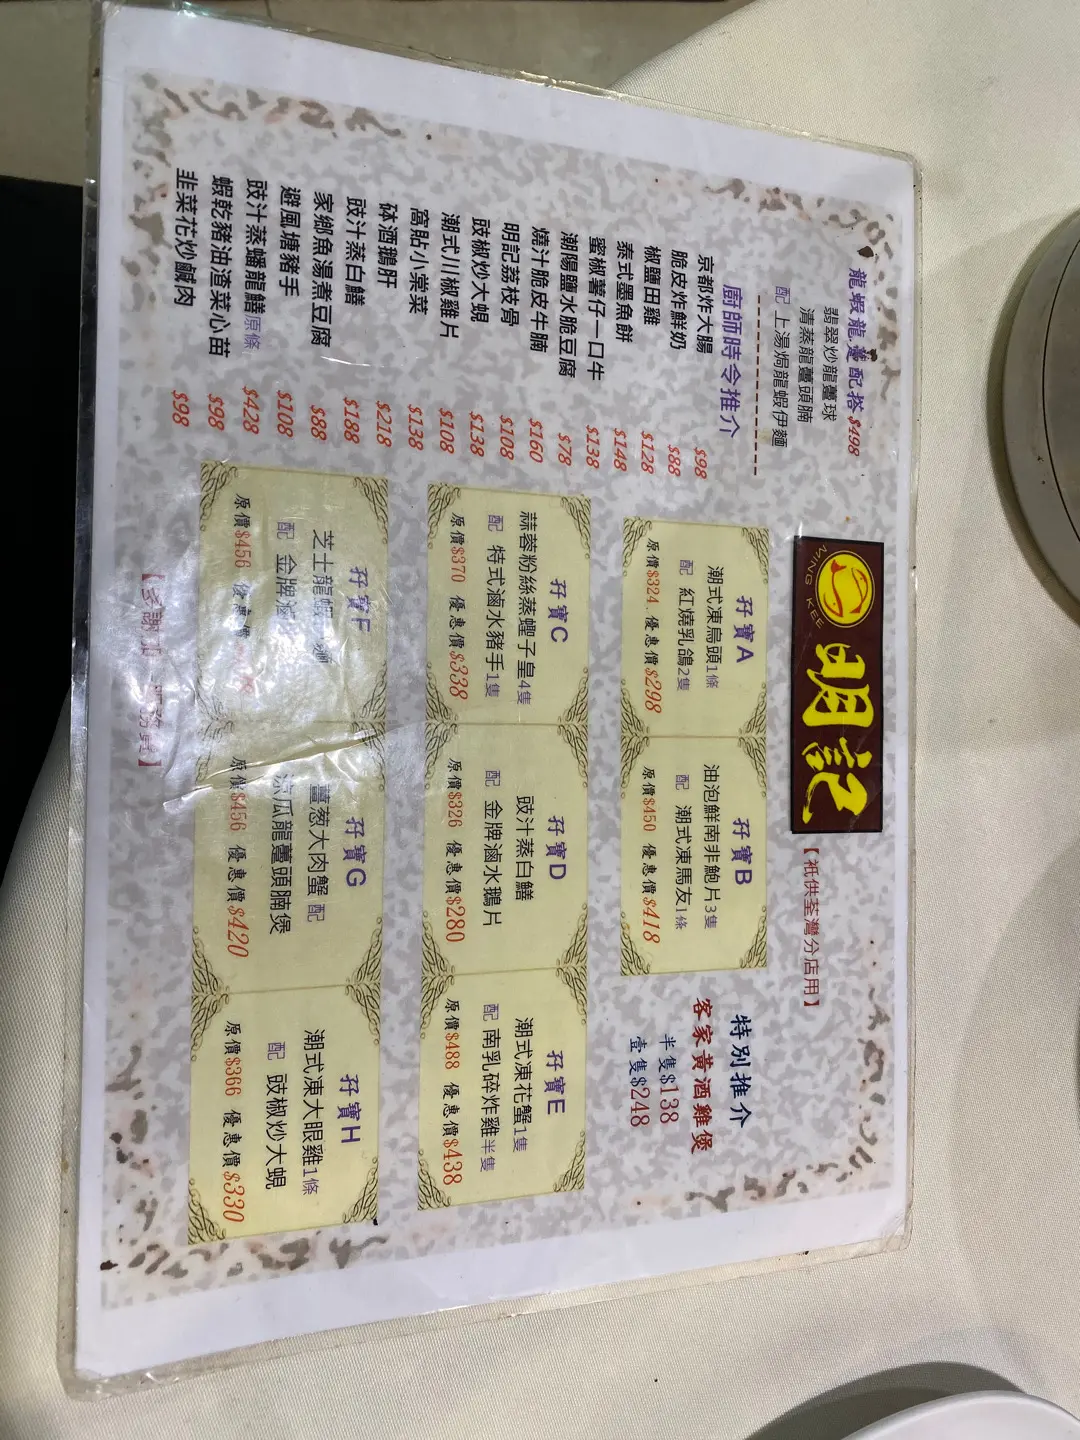 龍蝦龍躉配搭 $498
翡翠炒龍躉球
清蒸龍躉頭腩
配 上湯焗龍蝦伊麵
廚師時令推介
京都炸大腸 $98
脆皮炸鮮奶 $88
椒鹽田雞 $128
泰式墨魚餅 $148
蜜椒薯仔一口牛 $138
潮陽鹽水脆豆腐 $78
燒汁脆皮牛腩 $160
明記荔枝骨 $108
豉椒炒大蜆 $138
潮式川椒雞片 $108
窩貼小棠菜 $138
砵酒鵝肝 $218
豉汁蒸白鱔 $188
家鄉魚湯煮豆腐 $88
避風塘豬手 $108
豉汁蒸蟠龍鱔原條 $428
蝦乾豬油渣菜心苗 $98
韭菜花炒鹹肉 $98
MING KEE
明記
【祇供荃灣分店用】
孖寶A
潮式凍烏頭1條
配 紅燒乳鴿2隻
原價$324 優惠價$298
孖寶B
油泡鮮南非鮑片3隻
配 潮式凍馬友1條
原價$450 優惠價$418
特別推介
客家黃酒雞煲
半隻$138
壹隻$248
孖寶C
蒜蓉粉絲蒸蟶子皇4隻
配 特式滷水豬手1隻
原價$370 優惠價$338
孖寶D
豉汁蒸白鱔
配 金牌滷水鵝片
原價$326 優惠價$280
孖寶E
潮式凍花蟹1隻
配 南乳碎炸雞半隻
原價$488 優惠價$438
孖寶F
芝士龍蝦 麵
配 金牌滷
原價$456 優惠價
孖寶G
薑蔥大肉蟹 配
涼瓜龍躉頭腩煲
原價$456 優惠價$420
孖寶H
潮式凍大眼雞1條
配 豉椒炒大蜆
原價$366 優惠價$330
【多謝加一服務費】